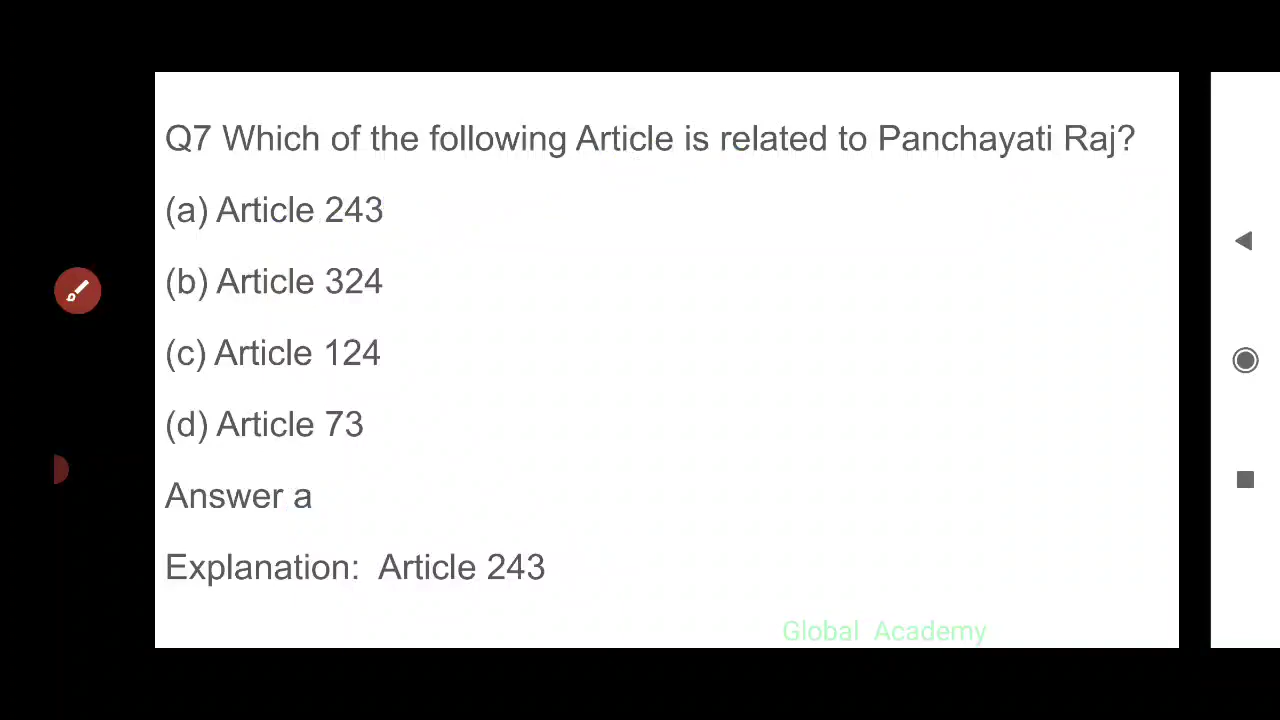 Q7 Which of the following Article is related to Panchayati Raj?
(a) Article 243
(b) Article 324
(c) Article 124
(d) Article 73
Answer a
Explanation:  Article 243
Global Academy